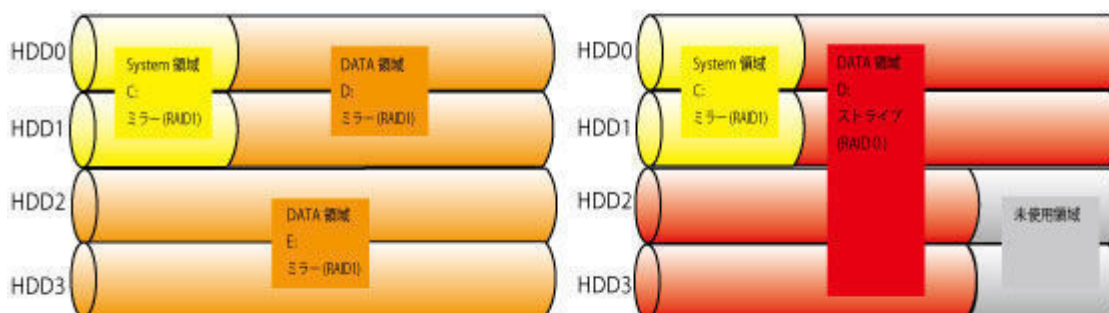 HDD0
System 領域
C:
ミラー(RAID1)
DATA 領域
D:
ミラー(RAID1)
HDD1
HDD2
DATA 領域
E:
ミラー(RAID1)
HDD3
HDD0
System 領域
C:
ミラー(RAID1)
DATA 領域
D:
ストライプ
(RAID0)
HDD1
HDD2
未使用領域
HDD3